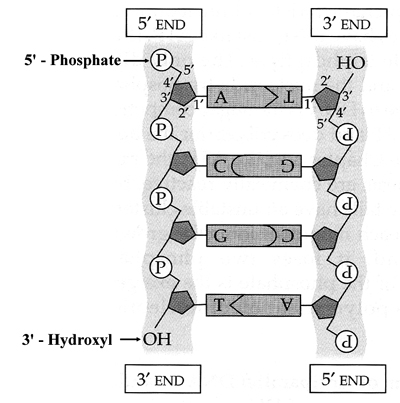 5′ END 3′ END
5' - Phosphate P 5′ HO
4′ 2′
3′ A T 3′
2′ 1′ 1′ 4′
5′
P P
C G
P P
G C
P P
T A
3' - Hydroxyl OH P
3′ END 5′ END